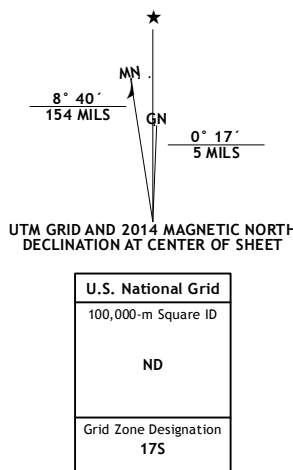 MN
GN
8° 40´
154 MILS
0° 17´
5 MILS
UTM GRID AND 2014 MAGNETIC NORTH
DECLINATION AT CENTER OF SHEET
U.S. National Grid
100,000-m Square ID
ND
Grid Zone Designation
17S